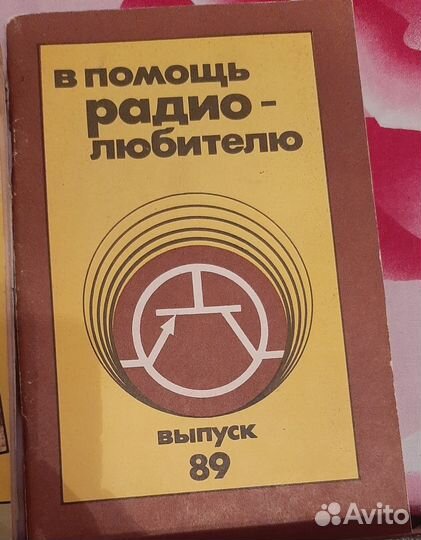 в помощь
радио-
любителю
выпуск
89
Avito